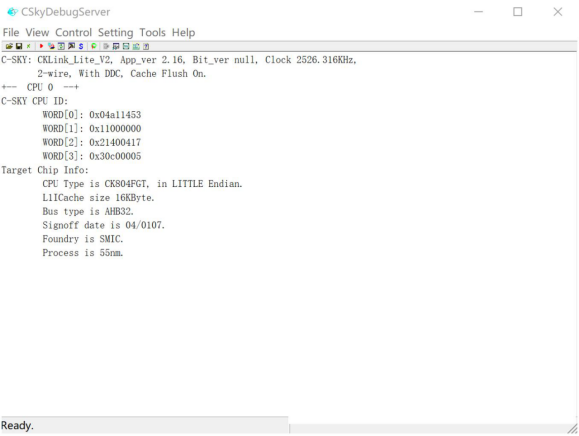 CSkyDebugServer
File View Control Setting Tools Help
C-SKY: CKLink_Lite_V2, App_ver 2.16, Bit_ver null, Clock 2526.316KHz,
2-wire, With DDC, Cache Flush On.
+-- CPU 0 --+
C-SKY CPU ID:
WORD[0]: 0x04a11453
WORD[1]: 0x11000000
WORD[2]: 0x21400417
WORD[3]: 0x30c00005
Target Chip Info:
CPU Type is CK804FGT, in LITTLE Endian.
L1ICache size 16KByte.
Bus type is AHB32.
Signoff date is 04/0107.
Foundry is SMIC.
Process is 55nm.
Ready.